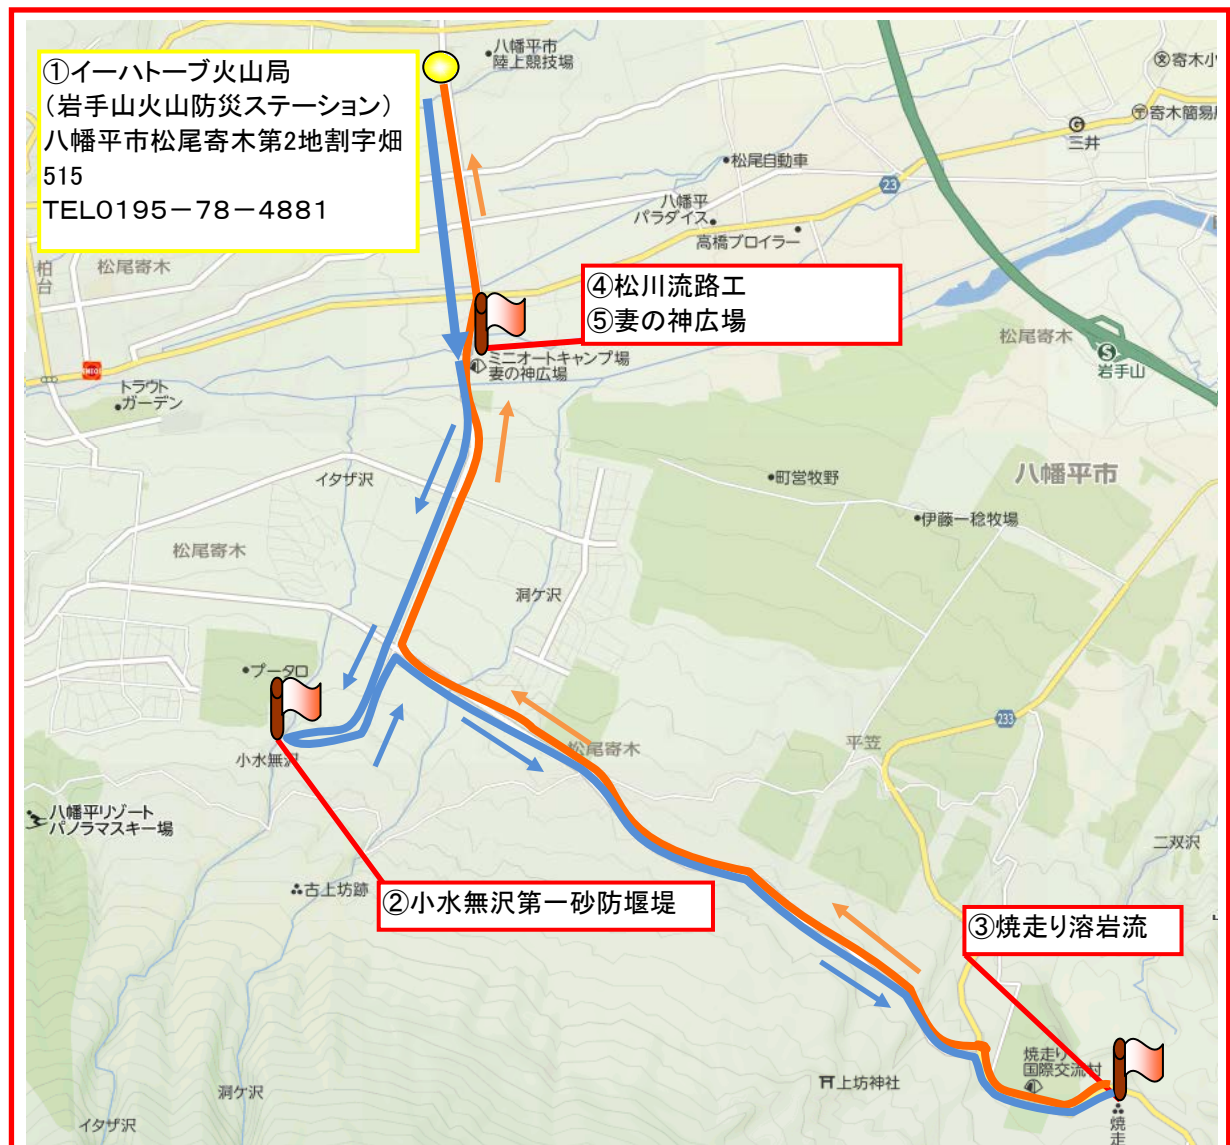 ①イーハトーブ火山局
(岩手山火山防災ステーション)
八幡平市松尾寄木第2地割字畑
515
TEL0195-78-4881
八幡平市
陸上競技場
寄木小
寄木簡易
三井
松尾自動車
23
八幡平
パラダイス
高橋ブロイラー
柏台
松尾寄木
④松川流路工
⑤妻の神広場
松尾寄木
S
岩手山
ミニオートキャンプ場
妻の神広場
ENEOS
トラウト
ガーデン
イタザ沢
町営牧野
八幡平市
伊藤一稔牧場
松尾寄木
洞ケ沢
プータロ
233
小水無沢
松尾寄木
平笠
八幡平リゾート
パノラマスキー場
二双沢
古上坊跡
②小水無沢第一砂防堰堤
③焼走り溶岩流
焼走り
国際交流村
上坊神社
洞ケ沢
イタザ沢
焼走